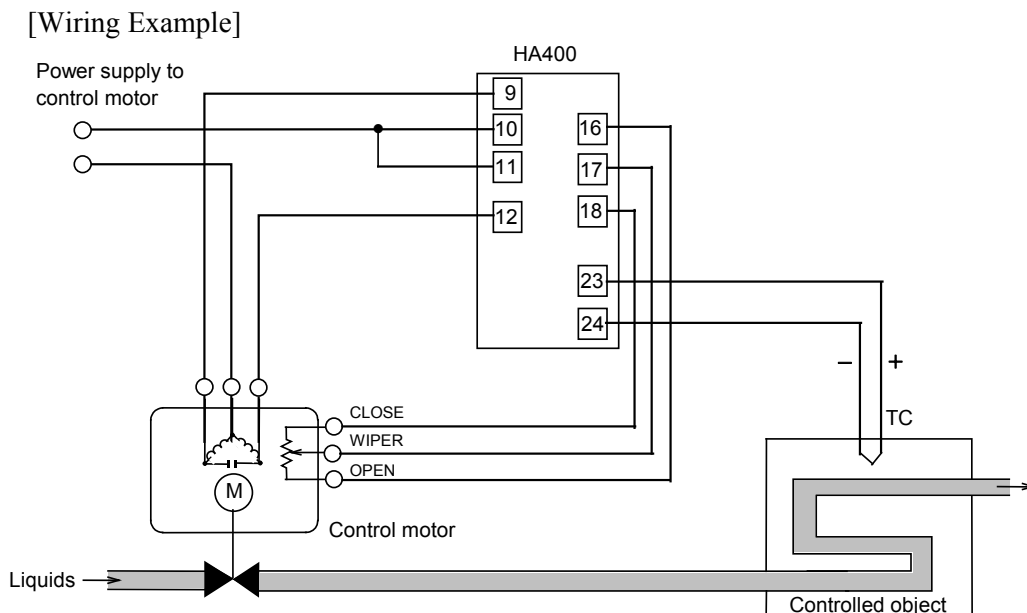 [Wiring Example]
HA400
Power supply to
control motor
9
10
11
12
16
17
18
23
24
– +
TC
CLOSE
WIPER
OPEN
M
Control motor
Liquids
Controlled object